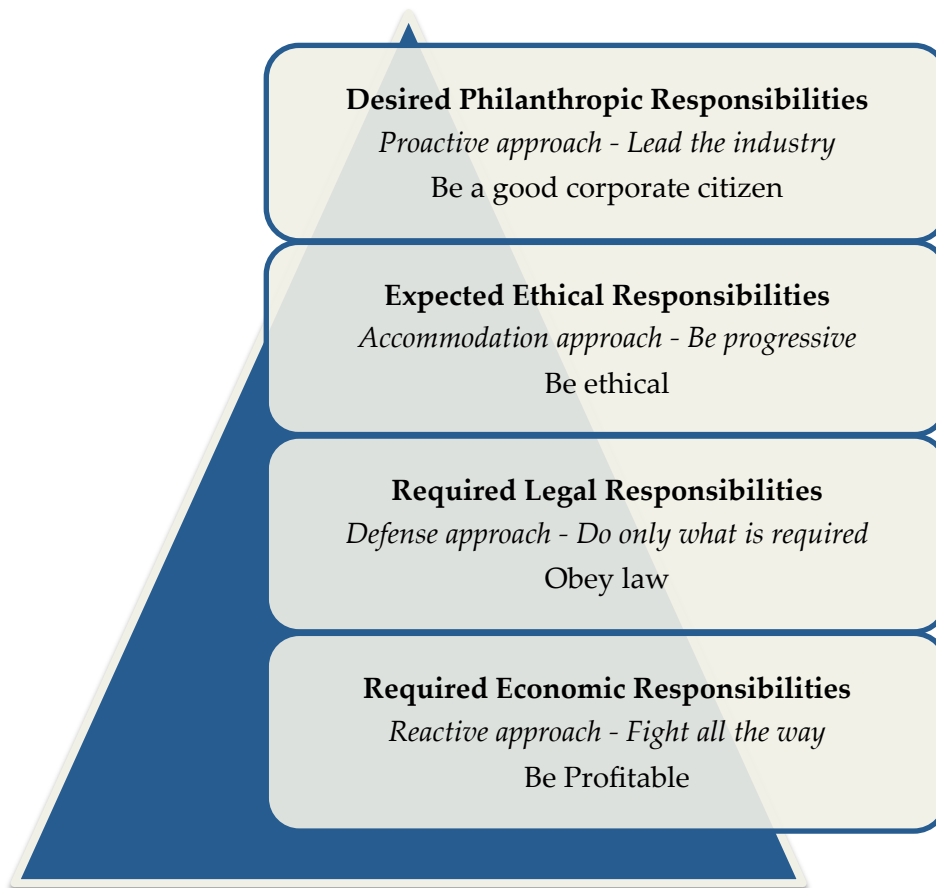 Desired Philanthropic Responsibilities
Proactive approach - Lead the industry
Be a good corporate citizen
Expected Ethical Responsibilities
Accommodation approach - Be progressive
Be ethical
Required Legal Responsibilities
Defense approach - Do only what is required
Obey law
Required Economic Responsibilities
Reactive approach - Fight all the way
Be Profitable